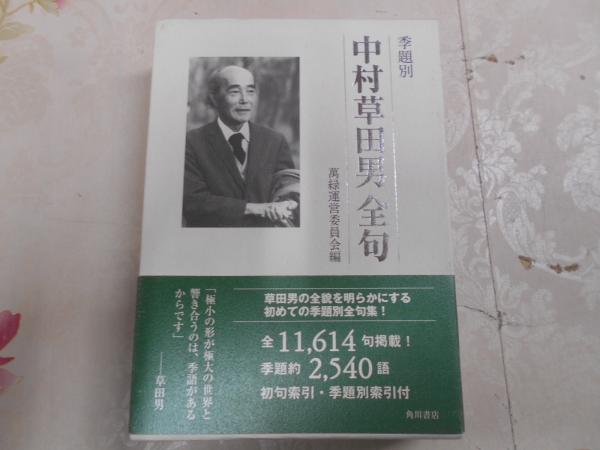 季題別
中村草田男全句
萬緑運営委員会編
草田男の全貌を明らかにする
初めての季題別全句集！
全11,614句掲載！
季題約2,540語
初句索引・季題別索引付
「極小の形が極大の世界と
響き合うのは、季語がある
からです」
――草田男
角川書店